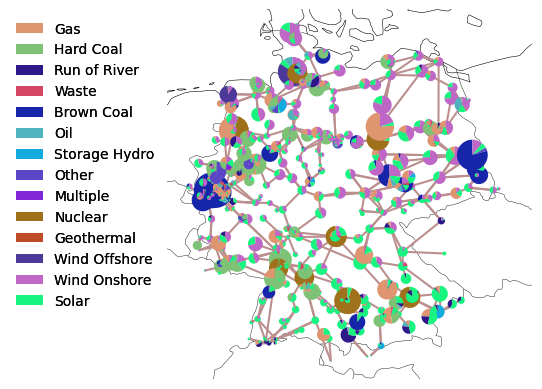 Gas
Hard Coal
Run of River
Waste
Brown Coal
Oil
Storage Hydro
Other
Multiple
Nuclear
Geothermal
Wind Offshore
Wind Onshore
Solar